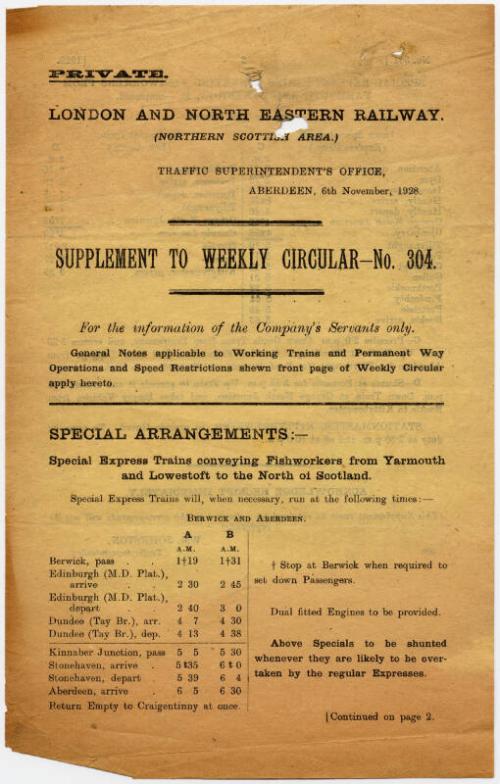 PRIVATE.
LONDON AND NORTH EASTERN RAILWAY.
(NORTHERN SCOTTISH AREA.)
TRAFFIC SUPERINTENDENT'S OFFICE,
ABERDEEN, 6th November, 1928.
SUPPLEMENT TO WEEKLY CIRCULAR—No. 304.
For the information of the Company's Servants only.
General Notes applicable to Working Trains and Permanent Way
Operations and Speed Restrictions shewn front page of Weekly Circular
apply hereto.
SPECIAL ARRANGEMENTS:—
Special Express Trains conveying Fishworkers from Yarmouth
and Lowestoft to the North of Scotland.
Special Express Trains will, when necessary, run at the following times:—
BERWICK AND ABERDEEN.
A B
A.M. A.M.
Berwick, pass . . 1†19 1†31
Edinburgh (M.D. Plat.),
arrive . 2 30 2 45
Edinburgh (M.D. Plat.),
depart . 2 40 3 0
Dundee (Tay Br.), arr. 4 7 4 30
Dundee (Tay Br.), dep. 4 13 4 38
Kinnaber Junction, pass 5 5 5 30
Stonehaven, arrive . 5‡35 6‡0
Stonehaven, depart 5 39 6 4
Aberdeen, arrive . 6 5 6 30
Return Empty to Craigentinny at once.
† Stop at Berwick when required to
set down Passengers.
Dual fitted Engines to be provided.
Above Specials to be shunted
whenever they are likely to be over-
taken by the regular Expresses.
[Continued on page 2.